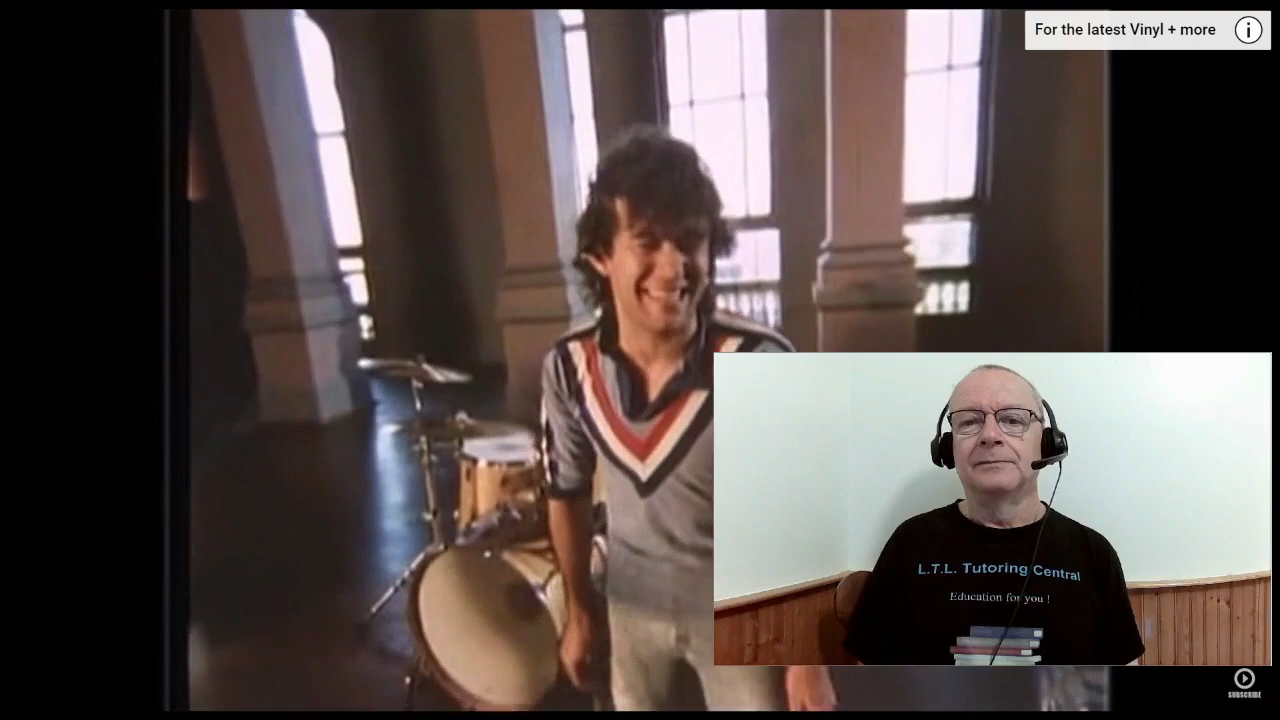 For the latest Vinyl + more
L.T.L. Tutoring Central
Education for you !
SUBSCRIBE